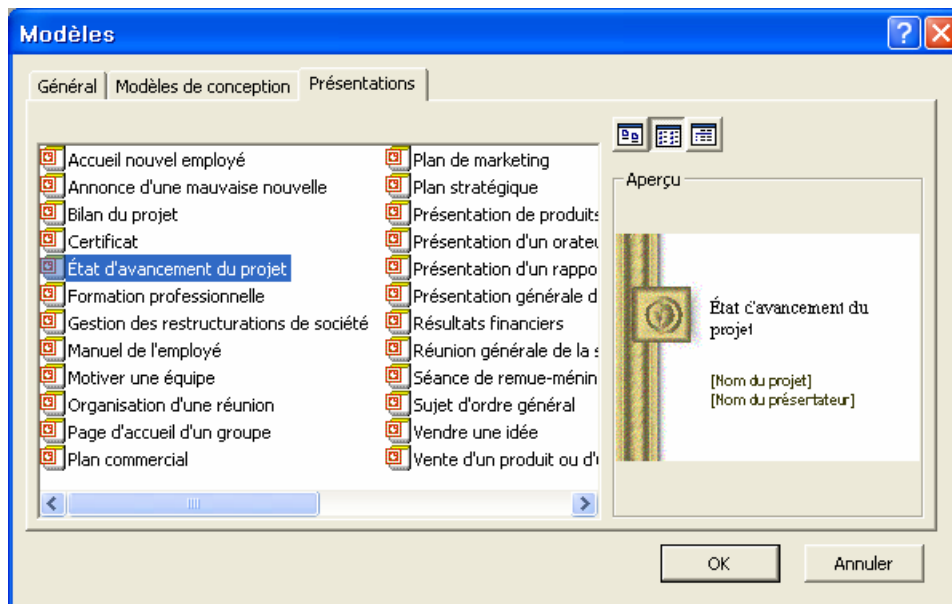 Modèles
Général
Modèles de conception
Présentations
Accueil nouvel employé
Annonce d'une mauvaise nouvelle
Bilan du projet
Certificat
État d'avancement du projet
Formation professionnelle
Gestion des restructurations de société
Manuel de l'employé
Motiver une équipe
Organisation d'une réunion
Page d'accueil d'un groupe
Plan commercial
Plan de marketing
Plan stratégique
Présentation de produits
Présentation d'un orateu
Présentation d'un rappo
Présentation générale d
Résultats financiers
Réunion générale de la s
Séance de remue-ménin
Sujet d'ordre général
Vendre une idée
Vente d'un produit ou d'u
Aperçu
État d'avancement du
projet
[Nom du projet]
[Nom du présentateur]
OK
Annuler